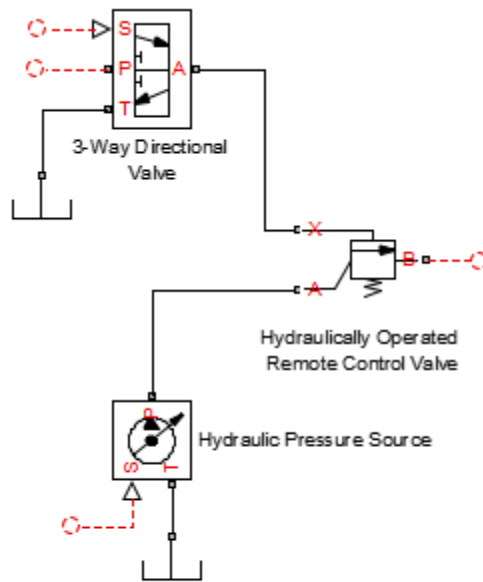 S
P A
T
3-Way Directional
Valve
X
B
A
Hydraulically Operated
Remote Control Valve
P
Hydraulic Pressure Source
S T